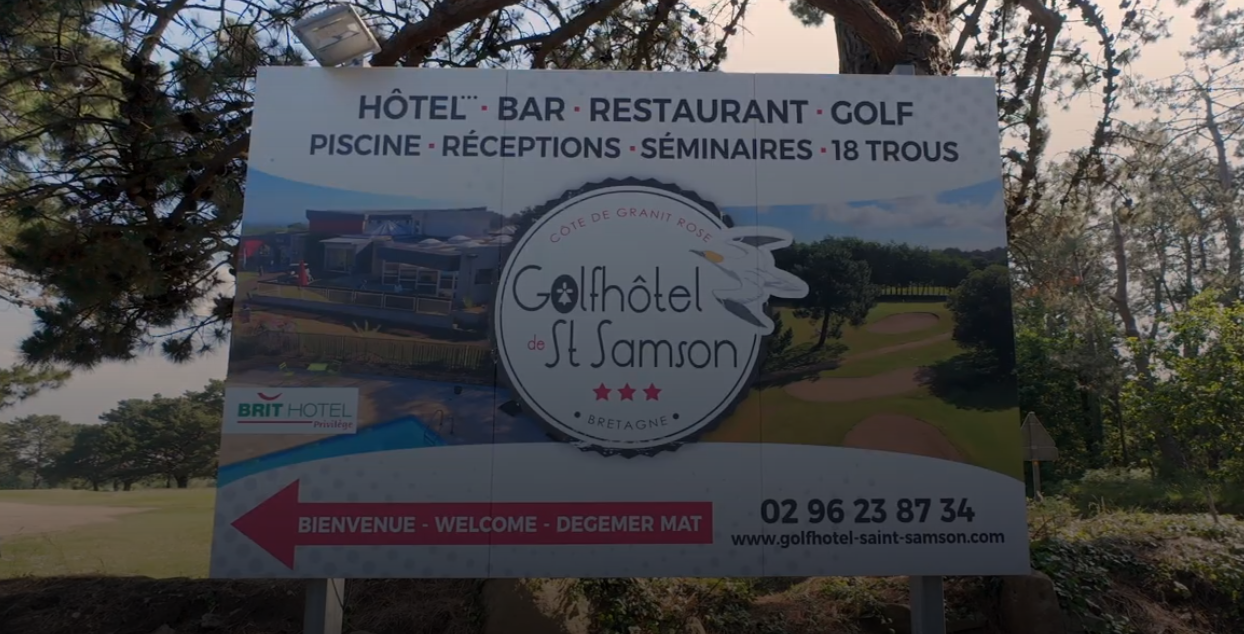 HÔTEL*** · BAR · RESTAURANT · GOLF
PISCINE · RÉCEPTIONS · SÉMINAIRES · 18 TROUS
CÔTE DE GRANIT ROSE
Golfhôtel
de St Samson
BRETAGNE
BRIT HOTEL
Privilège
BIENVENUE - WELCOME - DEGEMER MAT
02 96 23 87 34
www.golfhotel-saint-samson.com